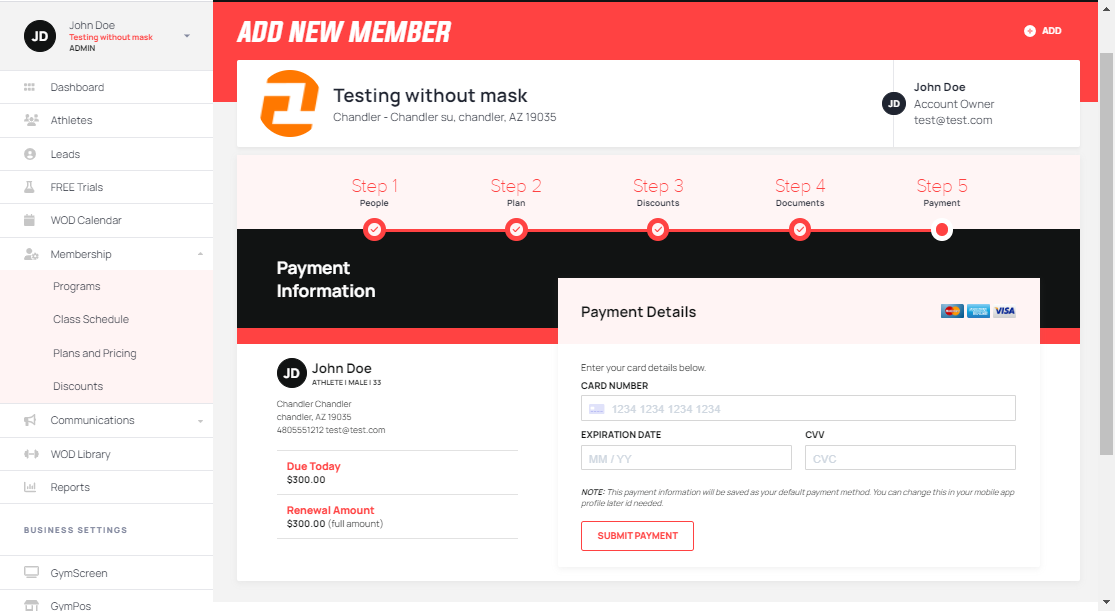 JD
John Doe
Testing without mask
ADMIN
Dashboard
Athletes
Leads
FREE Trials
WOD Calendar
Membership
Programs
Class Schedule
Plans and Pricing
Discounts
Communications
WOD Library
Reports
BUSINESS SETTINGS
GymScreen
GymPos
ADD NEW MEMBER
ADD
Testing without mask
Chandler - Chandler su, chandler, AZ 19035
JD
John Doe
Account Owner
test@test.com
Step 1
People
Step 2
Plan
Step 3
Discounts
Step 4
Documents
Step 5
Payment
Payment
Information
JD
John Doe
ATHLETE | MALE | 33
Chandler Chandler
chandler, AZ 19035
4805551212 test@test.com
Due Today
$300.00
Renewal Amount
$300.00 (full amount)
Payment Details
VISA
Enter your card details below.
CARD NUMBER
1234 1234 1234 1234
EXPIRATION DATE
MM / YY
CVV
CVC
NOTE: This payment information will be saved as your default payment method. You can change this in your mobile app
profile later id needed.
SUBMIT PAYMENT